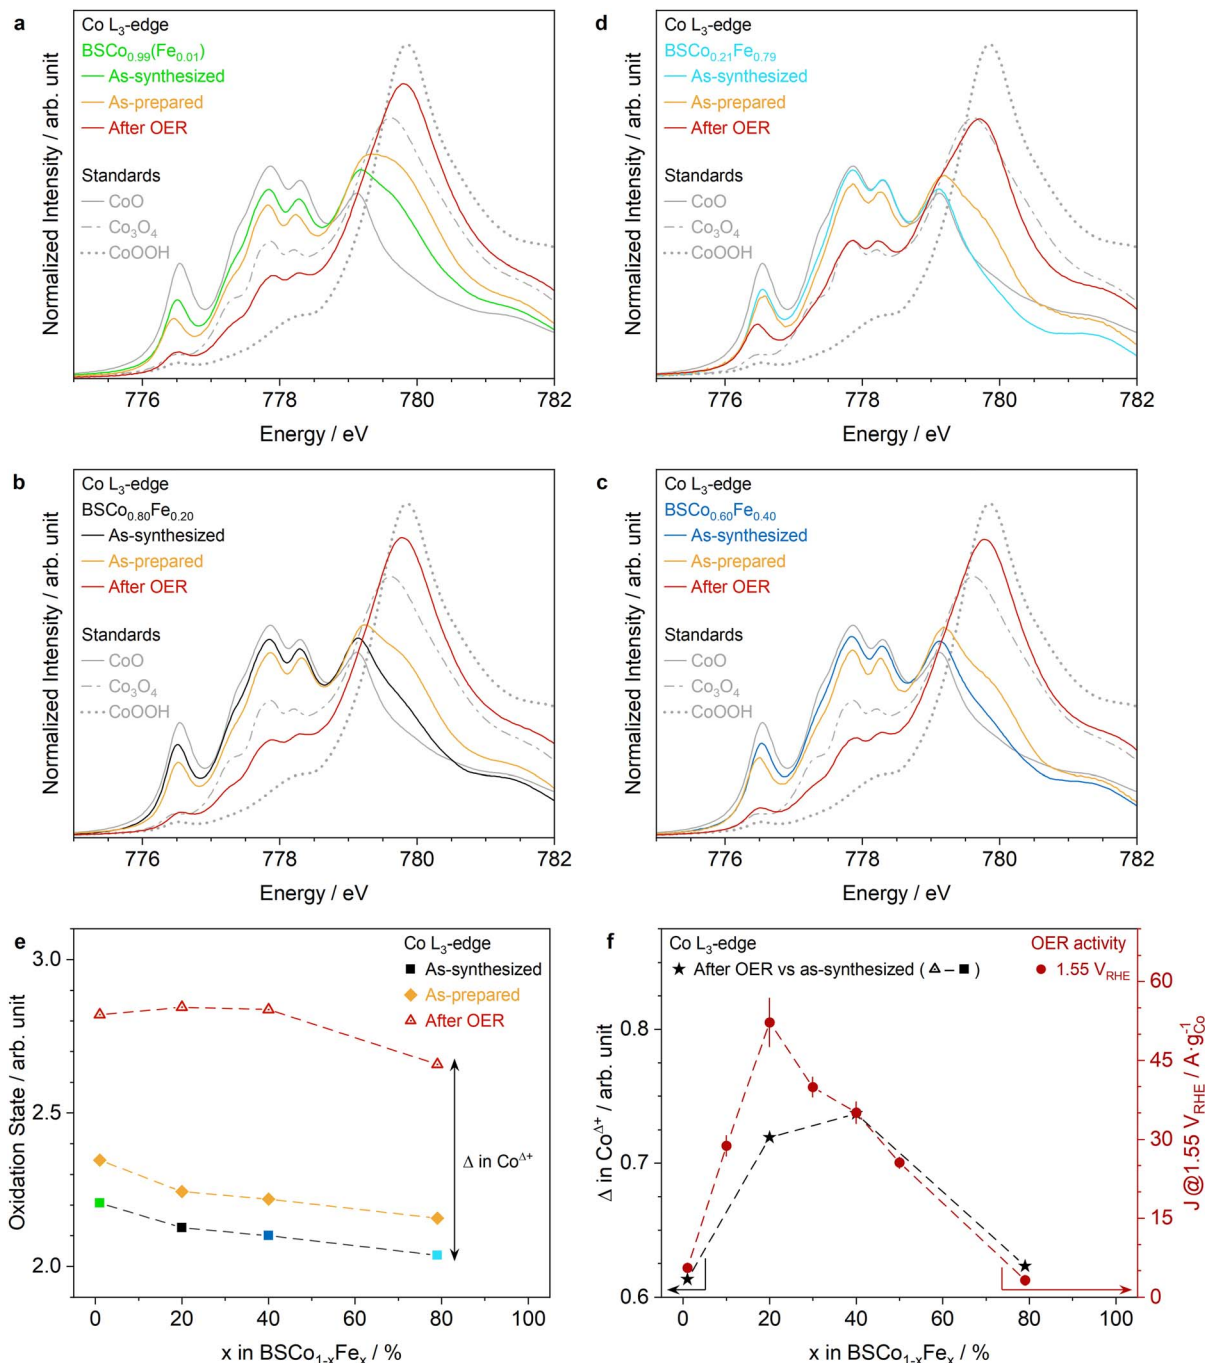 a
Co L₃-edge
BSCo₀.₉₉(Fe₀.₀₁)
As-synthesized
As-prepared
After OER
Standards
CoO
Co₃O₄
CoOOH
Normalized Intensity / arb. unit
776 778 780 782
Energy / eV
d
Co L₃-edge
BSCo₀.₂₁Fe₀.₇₉
As-synthesized
As-prepared
After OER
Standards
CoO
Co₃O₄
CoOOH
Normalized Intensity / arb. unit
776 778 780 782
Energy / eV
b
Co L₃-edge
BSCo₀.₈₀Fe₀.₂₀
As-synthesized
As-prepared
After OER
Standards
CoO
Co₃O₄
CoOOH
Normalized Intensity / arb. unit
776 778 780 782
Energy / eV
c
Co L₃-edge
BSCo₀.₆₀Fe₀.₄₀
As-synthesized
As-prepared
After OER
Standards
CoO
Co₃O₄
CoOOH
Normalized Intensity / arb. unit
776 778 780 782
Energy / eV
e
Co L₃-edge
As-synthesized
As-prepared
After OER
Δ in Co^Δ+
Oxidation State / arb. unit
3.0
2.5
2.0
0 20 40 60 80 100
x in BSCo₁₋ₓFeₓ / %
f
Co L₃-edge
After OER vs as-synthesized ( – )
OER activity
1.55 V_RHE
Δ in Co^Δ+ / arb. unit
0.8
0.7
0.6
60
45
30
15
0
J @1.55 V_RHE / A·g⁻¹_Co
0 20 40 60 80 100
x in BSCo₁₋ₓFeₓ / %